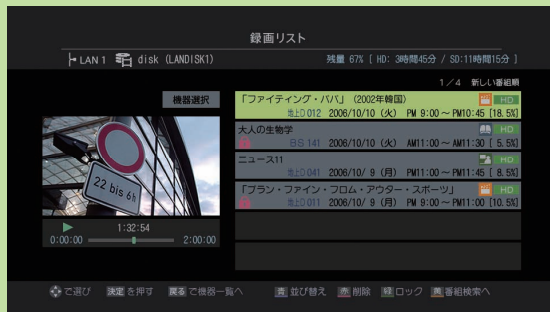 録画リスト
LAN 1 disk (LANDISK1) 残量 67% [ HD: 3時間45分 / SD:11時間15分 ]
1／4 新しい番組順
機器選択
「ファイティング・ババ」（2002年韓国） HD
地上D 012 2006/10/10（火） PM 9:00～PM10:45 [18.5%]
大人の生物学 HD
BS 141 2006/10/10（火） AM11:00～AM11:30 [ 5.5%]
ニュース11 HD
地上D 041 2006/10/ 9（月） PM11:00～PM11:45 [ 8.5%]
「プラン・ファイン・フロム・アウター・スポーツ」 HD
地上D 011 2006/10/ 9（月） PM 9:00～PM11:00 [10.5%]
22 bis 6h
1:32:54
0:00:00 2:00:00
で選び 決定 を押す 戻る で機器一覧へ 青 並び替え 赤 削除 緑 ロック 黄 番組検索へ